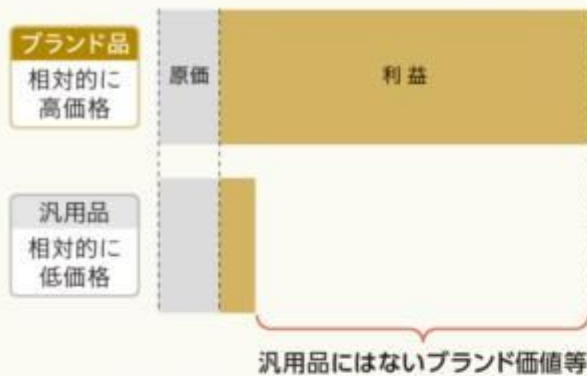 ブランド品
相対的に
高価格
原価
利益
汎用品
相対的に
低価格
汎用品にはないブランド価値等